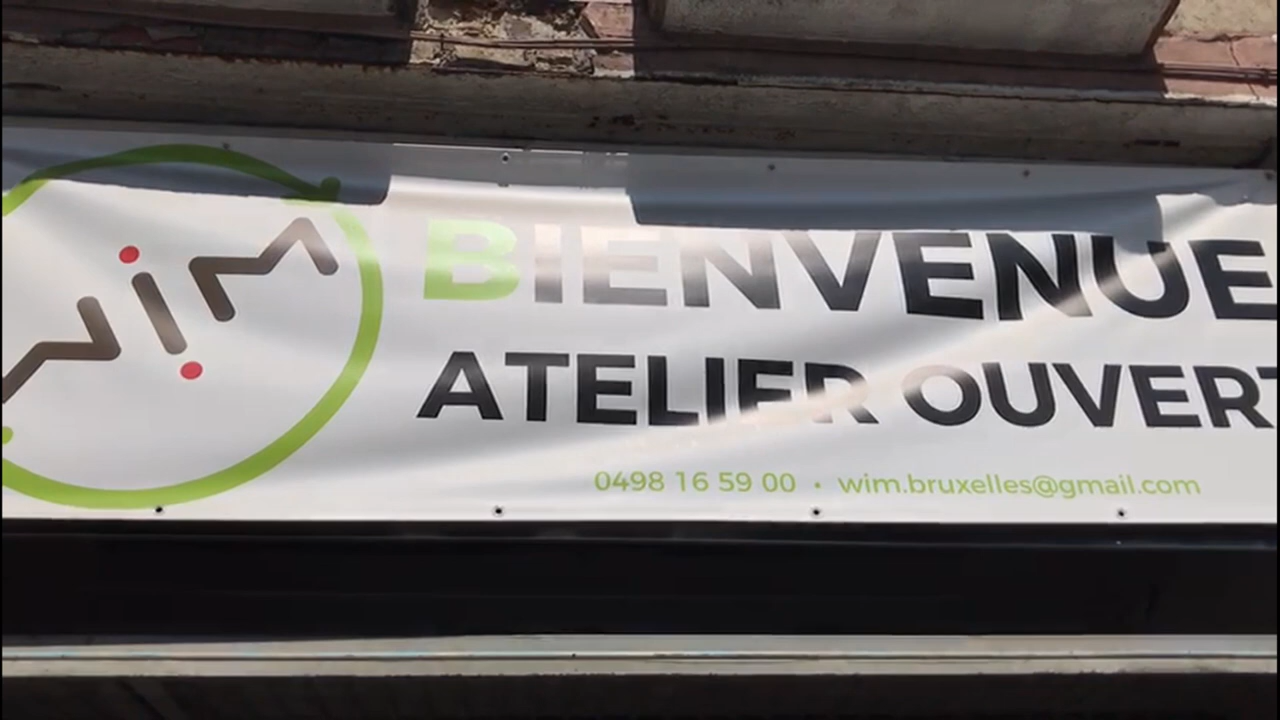 WiM
BIENVENUE
ATELIER OUVERT
0498 16 59 00 • wim.bruxelles@gmail.com